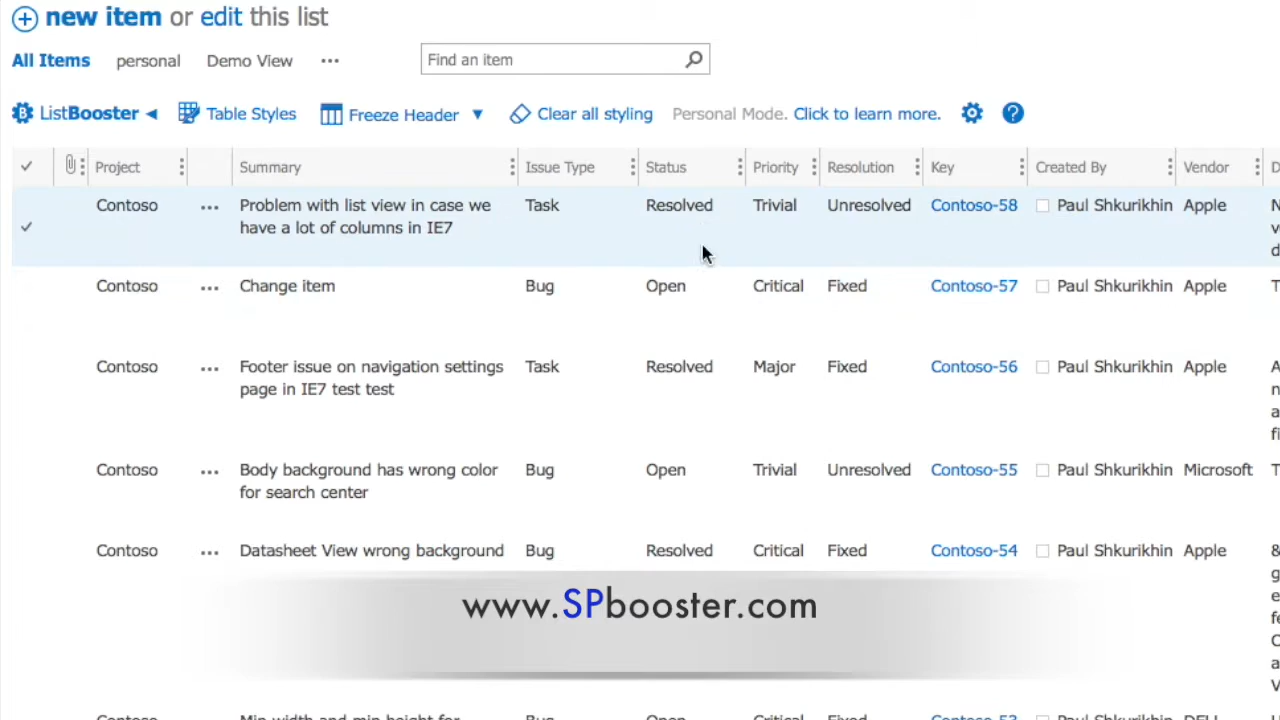 new item or edit this list
All Items personal Demo View ... Find an item
ListBooster Table Styles Freeze Header Clear all styling Personal Mode. Click to learn more.
Project Summary Issue Type Status Priority Resolution Key Created By Vendor D
Contoso ... Problem with list view in case we Task Resolved Trivial Unresolved Contoso-58 Paul Shkurikhin Apple
have a lot of columns in IE7
Contoso ... Change item Bug Open Critical Fixed Contoso-57 Paul Shkurikhin Apple
Contoso ... Footer issue on navigation settings Task Resolved Major Fixed Contoso-56 Paul Shkurikhin Apple
page in IE7 test test
Contoso ... Body background has wrong color Bug Open Trivial Unresolved Contoso-55 Paul Shkurikhin Microsoft
for search center
Contoso ... Datasheet View wrong background Bug Resolved Critical Fixed Contoso-54 Paul Shkurikhin Apple
www.SPbooster.com